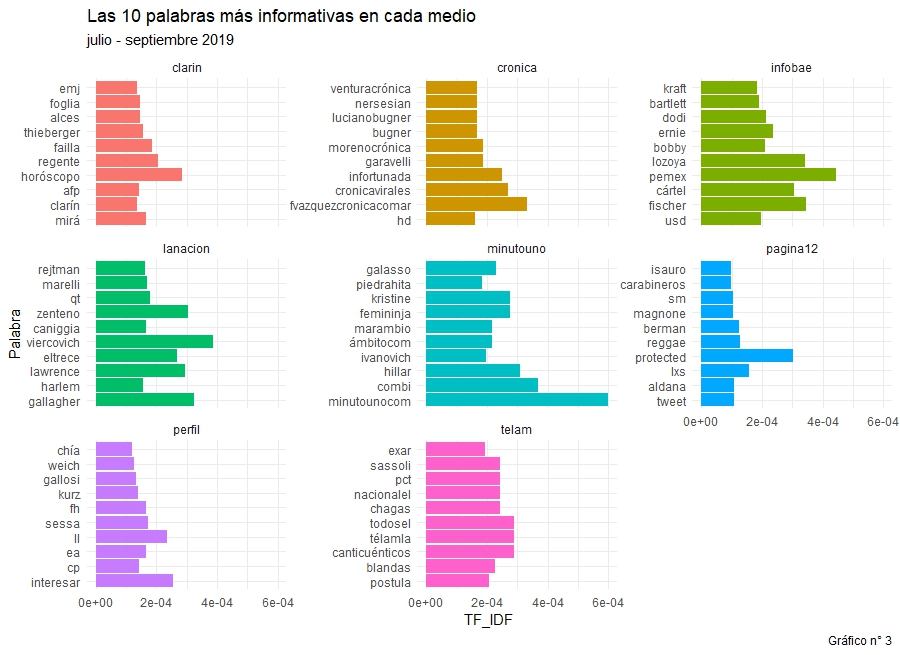 Las 10 palabras más informativas en cada medio
julio - septiembre 2019
clarin
emj
foglia
alces
thieberger
failla
regente
horóscopo
afp
clarín
mirá
cronica
venturacrónica
nersesian
lucianobugner
bugner
morenocrónica
garavelli
infortunada
cronicavirales
fvazquezcronicacomar
hd
infobae
kraft
bartlett
dodi
ernie
bobby
lozoya
pemex
cártel
fischer
usd
lanacion
rejtman
marelli
qt
zenteno
caniggia
viercovich
eltrece
lawrence
harlem
gallagher
minutouno
galasso
piedrahita
kristine
femininja
marambio
ámbitocom
ivanovich
hillar
combi
minutounocom
pagina12
isauro
carabineros
sm
magnone
berman
reggae
protected
lxs
aldana
tweet
0e+00 2e-04 4e-04 6e-04
perfil
chía
weich
gallosi
kurz
fh
sessa
ll
ea
cp
interesar
0e+00 2e-04 4e-04 6e-04
telam
exar
sassoli
pct
nacionalel
chagas
todosel
télamla
canticuénticos
blandas
postula
0e+00 2e-04 4e-04 6e-04
Palabra
TF_IDF
Gráfico n° 3